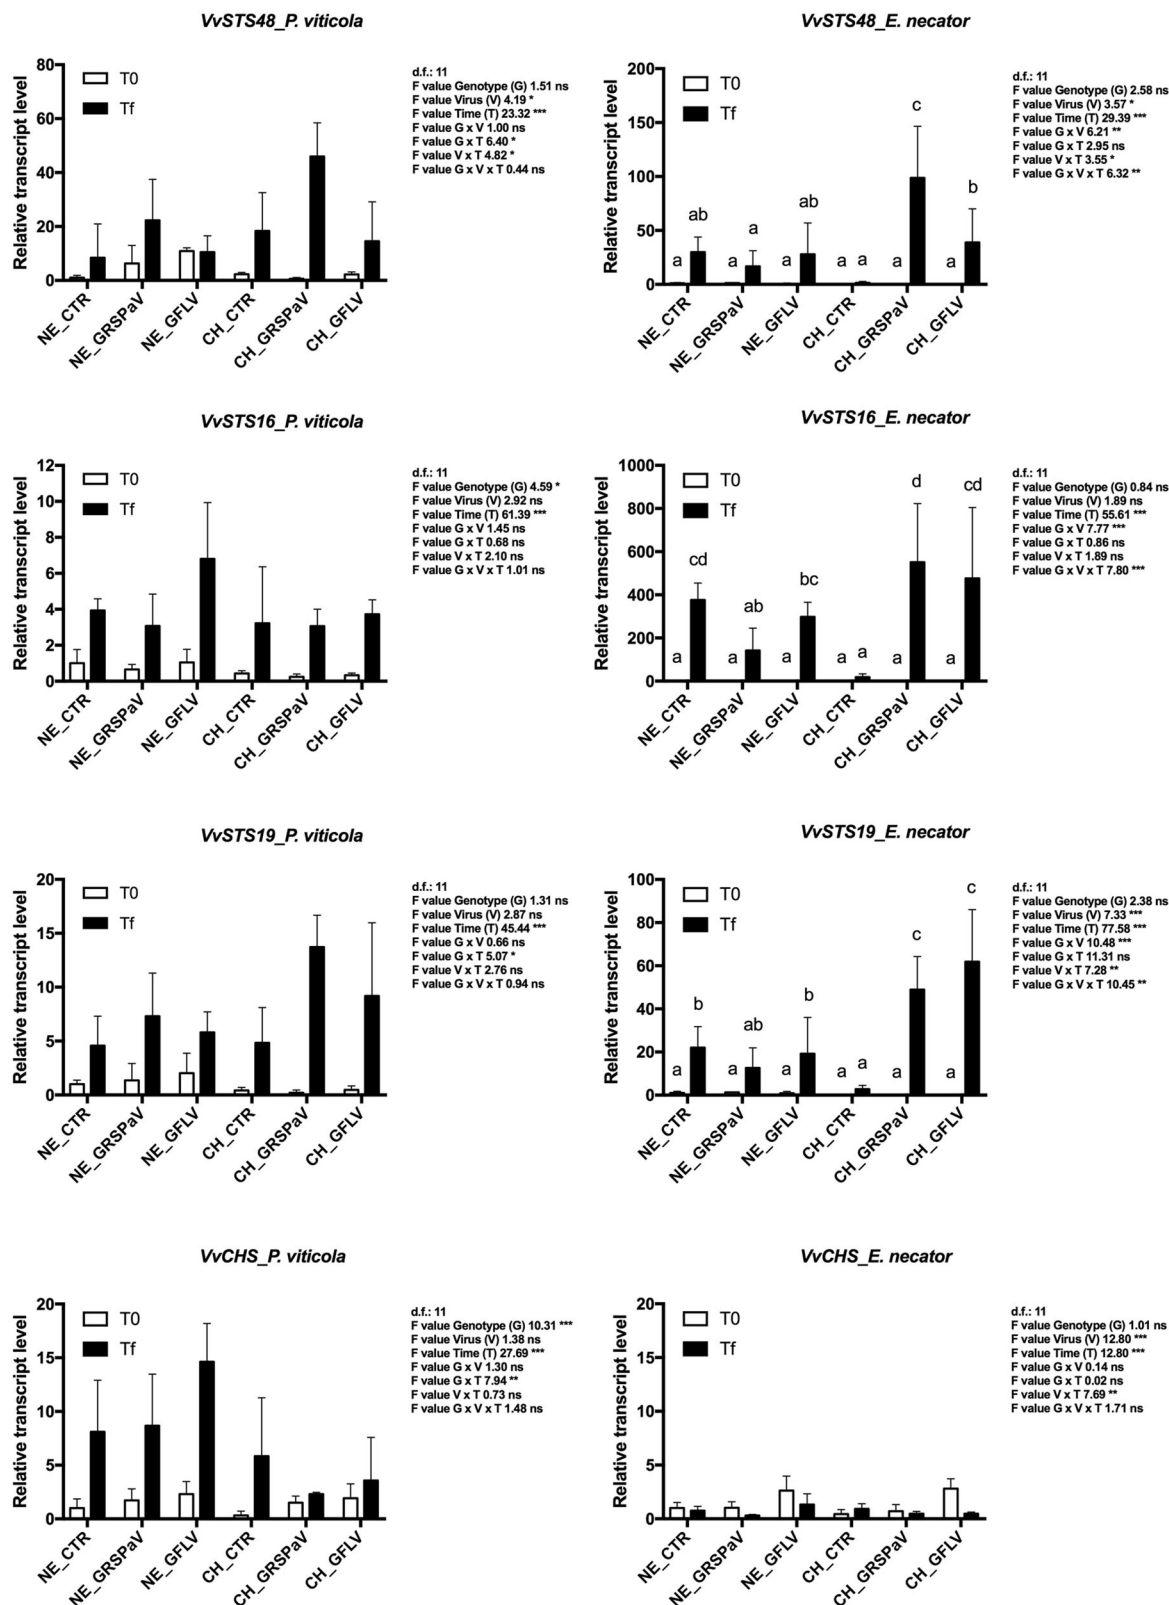 VvSTS48_P. viticola
Relative transcript level
80
60
40
20
0
T0
Tf
NE_CTR
NE_GRSPaV
NE_GFLV
CH_CTR
CH_GRSPaV
CH_GFLV
d.f.: 11
F value Genotype (G) 1.51 ns
F value Virus (V) 4.19 *
F value Time (T) 23.32 ***
F value G x V 1.00 ns
F value G x T 6.40 *
F value V x T 4.82 *
F value G x V x T 0.44 ns
VvSTS48_E. necator
Relative transcript level
200
150
100
50
0
T0
Tf
a ab a a a ab a a a c a b
NE_CTR
NE_GRSPaV
NE_GFLV
CH_CTR
CH_GRSPaV
CH_GFLV
d.f.: 11
F value Genotype (G) 2.58 ns
F value Virus (V) 3.57 *
F value Time (T) 29.39 ***
F value G x V 6.21 **
F value G x T 2.95 ns
F value V x T 3.55 *
F value G x V x T 6.32 **
VvSTS16_P. viticola
Relative transcript level
12
10
8
6
4
2
0
T0
Tf
NE_CTR
NE_GRSPaV
NE_GFLV
CH_CTR
CH_GRSPaV
CH_GFLV
d.f.: 11
F value Genotype (G) 4.59 *
F value Virus (V) 2.92 ns
F value Time (T) 61.39 ***
F value G x V 1.45 ns
F value G x T 0.68 ns
F value V x T 2.10 ns
F value G x V x T 1.01 ns
VvSTS16_E. necator
Relative transcript level
1000
800
600
400
200
0
T0
Tf
a cd a ab a bc a a a d a cd
NE_CTR
NE_GRSPaV
NE_GFLV
CH_CTR
CH_GRSPaV
CH_GFLV
d.f.: 11
F value Genotype (G) 0.84 ns
F value Virus (V) 1.89 ns
F value Time (T) 55.61 ***
F value G x V 7.77 ***
F value G x T 0.86 ns
F value V x T 1.89 ns
F value G x V x T 7.80 ***
VvSTS19_P. viticola
Relative transcript level
20
15
10
5
0
T0
Tf
NE_CTR
NE_GRSPaV
NE_GFLV
CH_CTR
CH_GRSPaV
CH_GFLV
d.f.: 11
F value Genotype (G) 1.31 ns
F value Virus (V) 2.87 ns
F value Time (T) 45.44 ***
F value G x V 0.66 ns
F value G x T 5.07 *
F value V x T 2.76 ns
F value G x V x T 0.94 ns
VvSTS19_E. necator
Relative transcript level
100
80
60
40
20
0
T0
Tf
a b a ab a b a a a c a c
NE_CTR
NE_GRSPaV
NE_GFLV
CH_CTR
CH_GRSPaV
CH_GFLV
d.f.: 11
F value Genotype (G) 2.38 ns
F value Virus (V) 7.33 ***
F value Time (T) 77.58 ***
F value G x V 10.48 ***
F value G x T 11.31 ns
F value V x T 7.28 **
F value G x V x T 10.45 **
VvCHS_P. viticola
Relative transcript level
20
15
10
5
0
T0
Tf
NE_CTR
NE_GRSPaV
NE_GFLV
CH_CTR
CH_GRSPaV
CH_GFLV
d.f.: 11
F value Genotype (G) 10.31 ***
F value Virus (V) 1.38 ns
F value Time (T) 27.69 ***
F value G x V 1.30 ns
F value G x T 7.94 **
F value V x T 0.73 ns
F value G x V x T 1.48 ns
VvCHS_E. necator
Relative transcript level
20
15
10
5
0
T0
Tf
NE_CTR
NE_GRSPaV
NE_GFLV
CH_CTR
CH_GRSPaV
CH_GFLV
d.f.: 11
F value Genotype (G) 1.01 ns
F value Virus (V) 12.80 ***
F value Time (T) 12.80 ***
F value G x V 0.14 ns
F value G x T 0.02 ns
F value V x T 7.69 **
F value G x V x T 1.71 ns